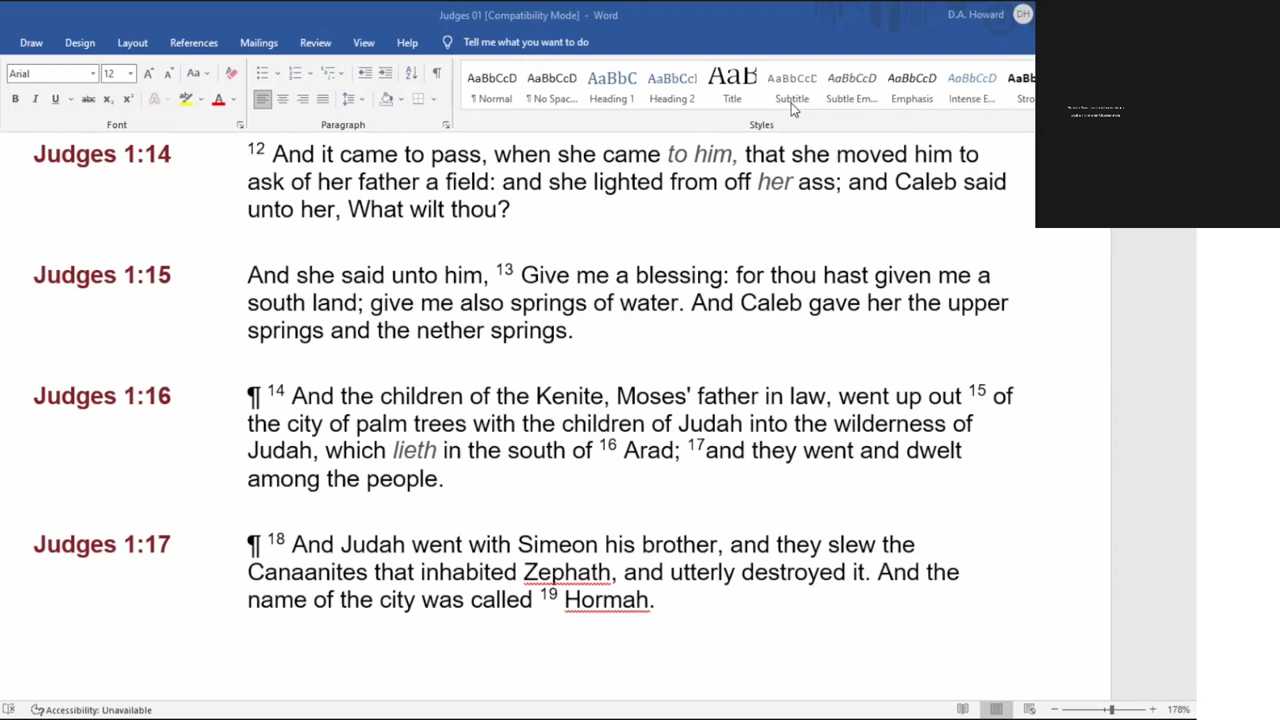 Judges 01 [Compatibility Mode] - Word
D.A. Howard
DH
Draw Design Layout References Mailings Review View Help Tell me what you want to do
Arial 12
AaBbCcD AaBbCcD AaBbC AaBbCcI AaB AaBbCcD AaBbCcD AaBbCcD AaBbCcD
¶ Normal ¶ No Spac... Heading 1 Heading 2 Title Subtitle Subtle Em... Emphasis Intense E...
Font Paragraph Styles
Judges 1:14 12 And it came to pass, when she came to him, that she moved him to
ask of her father a field: and she lighted from off her ass; and Caleb said
unto her, What wilt thou?
Judges 1:15 And she said unto him, 13 Give me a blessing: for thou hast given me a
south land; give me also springs of water. And Caleb gave her the upper
springs and the nether springs.
Judges 1:16 ¶ 14 And the children of the Kenite, Moses' father in law, went up out 15 of
the city of palm trees with the children of Judah into the wilderness of
Judah, which lieth in the south of 16 Arad; 17and they went and dwelt
among the people.
Judges 1:17 ¶ 18 And Judah went with Simeon his brother, and they slew the
Canaanites that inhabited Zephath, and utterly destroyed it. And the
name of the city was called 19 Hormah.
Accessibility: Unavailable
178%